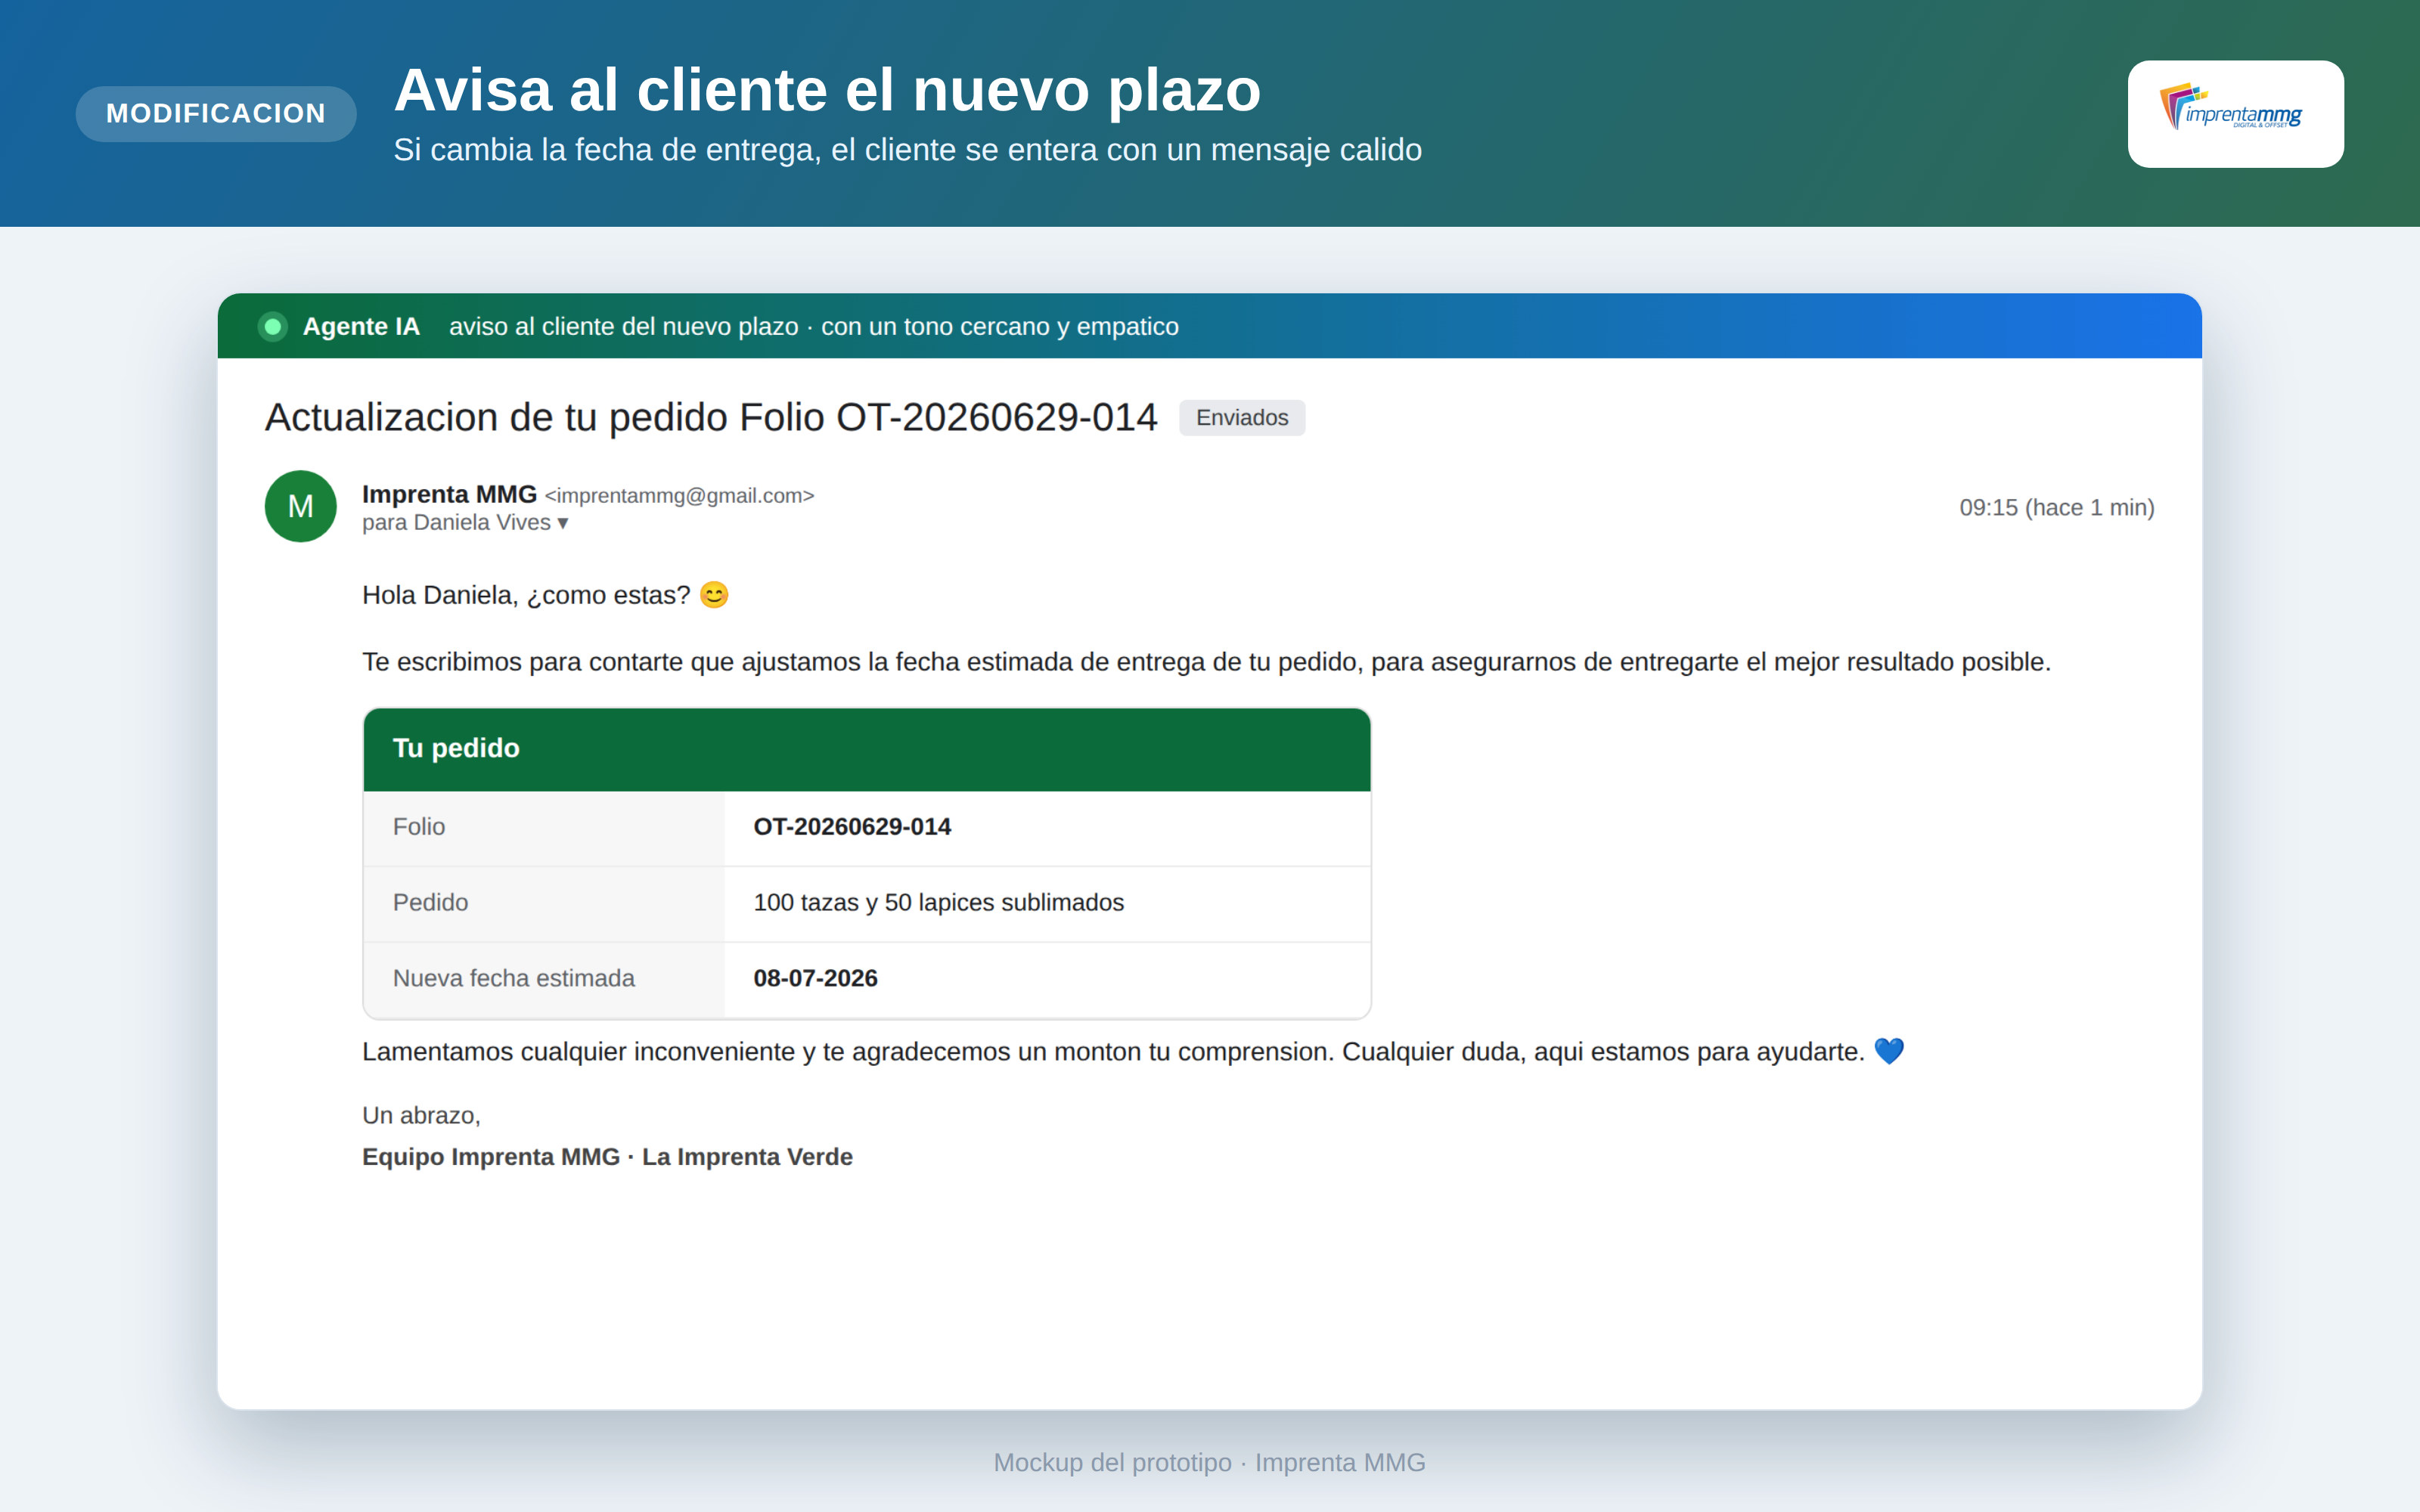 MODIFICACION
Avisa al cliente el nuevo plazo
Si cambia la fecha de entrega, el cliente se entera con un mensaje calido
imprentammg
DIGITAL & OFFSET
Agente IA aviso al cliente del nuevo plazo · con un tono cercano y empatico
Actualizacion de tu pedido Folio OT-20260629-014 Enviados
M
Imprenta MMG <imprentammg@gmail.com>
para Daniela Vives ▾
09:15 (hace 1 min)
Hola Daniela, ¿como estas? 😊
Te escribimos para contarte que ajustamos la fecha estimada de entrega de tu pedido, para asegurarnos de entregarte el mejor resultado posible.
Tu pedido
Folio OT-20260629-014
Pedido 100 tazas y 50 lapices sublimados
Nueva fecha estimada 08-07-2026
Lamentamos cualquier inconveniente y te agradecemos un monton tu comprension. Cualquier duda, aqui estamos para ayudarte. 💙
Un abrazo,
Equipo Imprenta MMG · La Imprenta Verde
Mockup del prototipo · Imprenta MMG